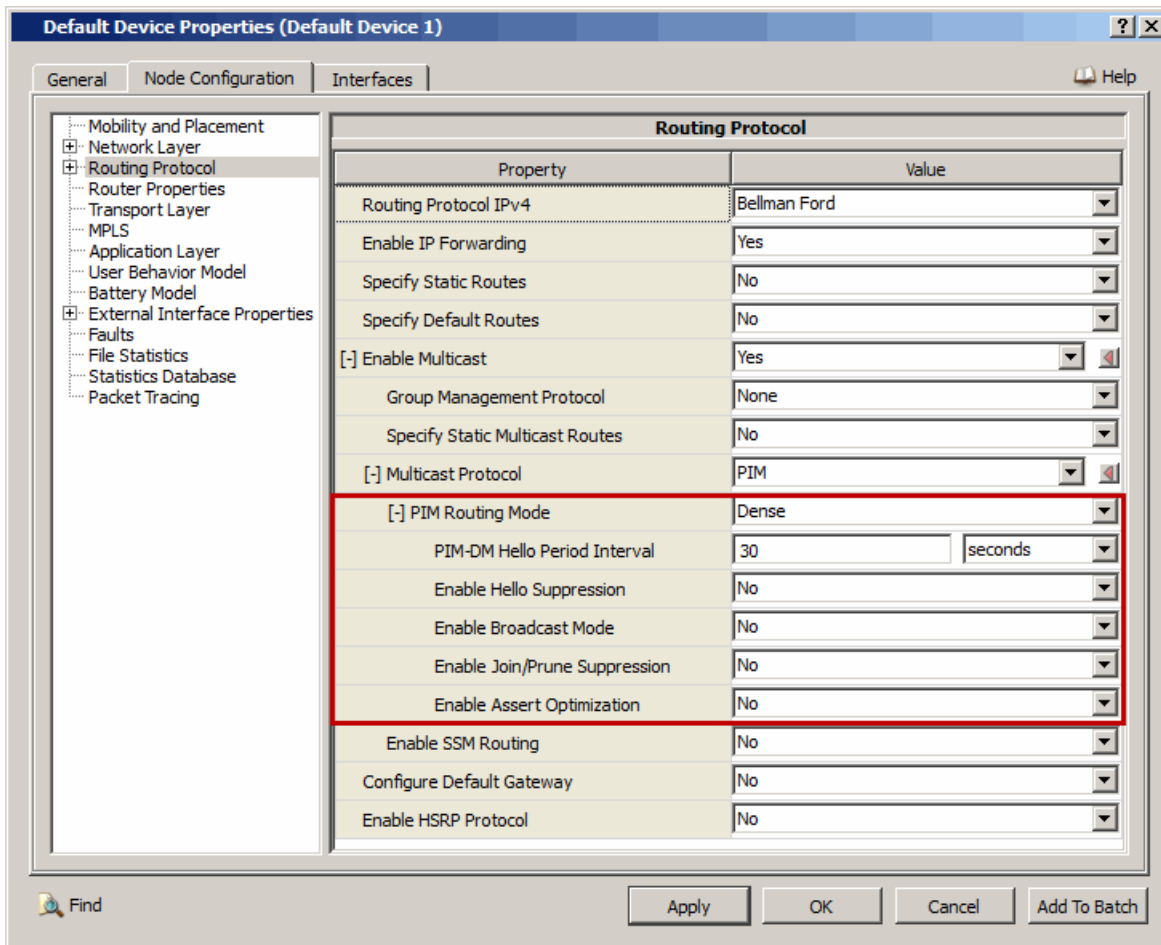 Default Device Properties (Default Device 1)
General Node Configuration Interfaces Help
Mobility and Placement
Network Layer
Routing Protocol
Router Properties
Transport Layer
MPLS
Application Layer
User Behavior Model
Battery Model
External Interface Properties
Faults
File Statistics
Statistics Database
Packet Tracing
Routing Protocol
Property Value
Routing Protocol IPv4 Bellman Ford
Enable IP Forwarding Yes
Specify Static Routes No
Specify Default Routes No
[-] Enable Multicast Yes
Group Management Protocol None
Specify Static Multicast Routes No
[-] Multicast Protocol PIM
[-] PIM Routing Mode Dense
PIM-DM Hello Period Interval 30 seconds
Enable Hello Suppression No
Enable Broadcast Mode No
Enable Join/Prune Suppression No
Enable Assert Optimization No
Enable SSM Routing No
Configure Default Gateway No
Enable HSRP Protocol No
Find Apply OK Cancel Add To Batch